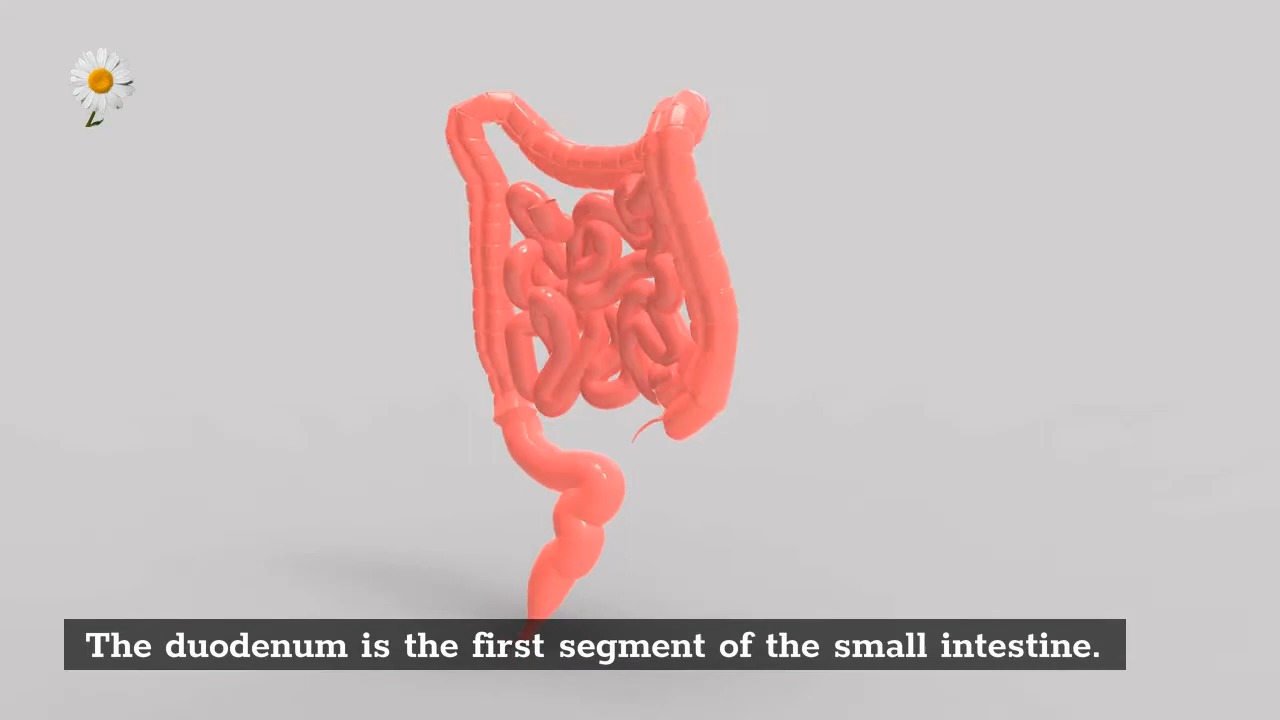 The duodenum is the first segment of the small intestine.